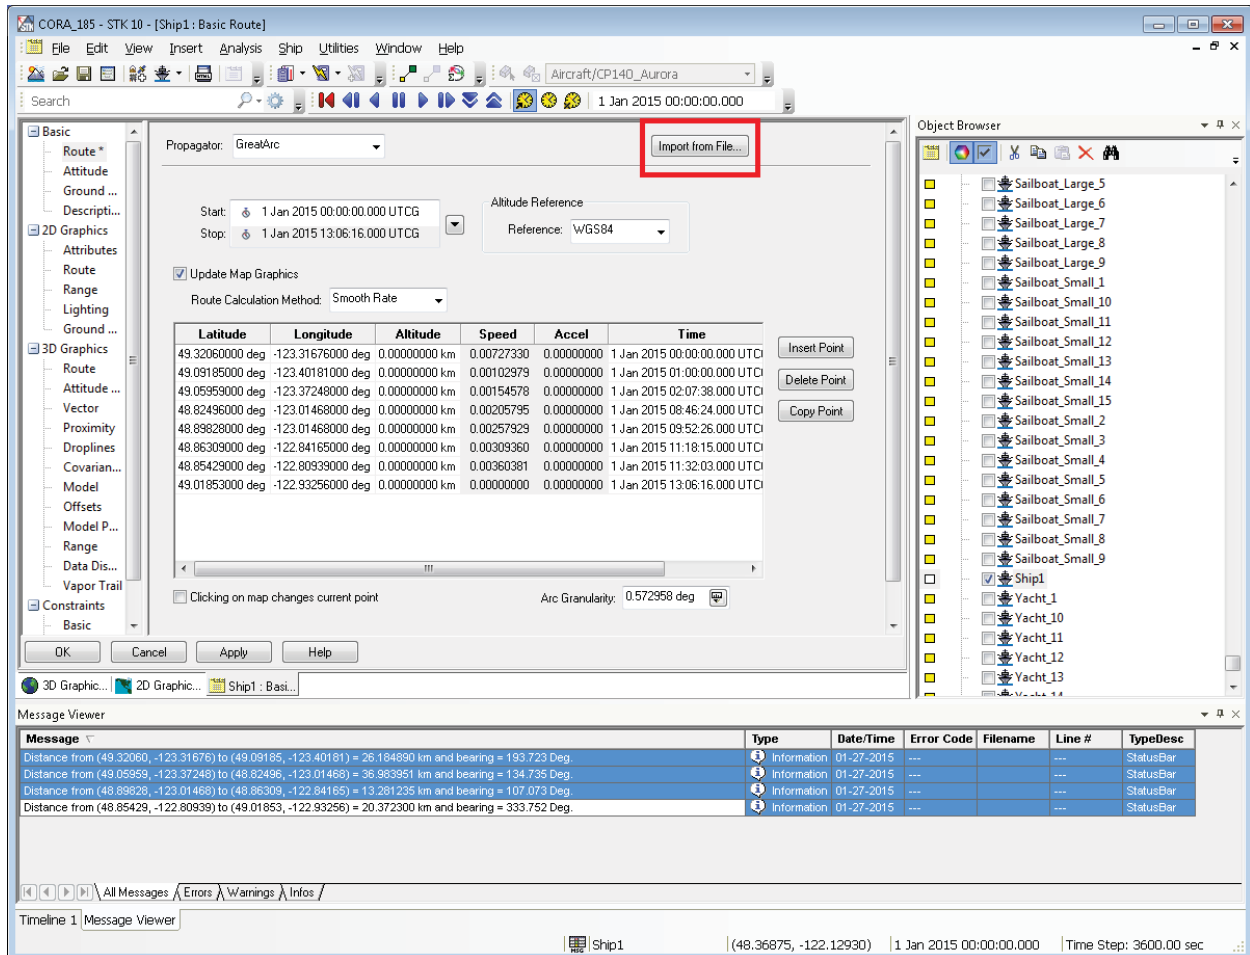 CORA_185 - STK 10 - [Ship1 : Basic Route]
File Edit View Insert Analysis Ship Utilities Window Help
Aircraft/CP140_Aurora
Search 1 Jan 2015 00:00:00.000
Basic
Route *
Attitude
Ground ...
Descripti...
2D Graphics
Attributes
Route
Range
Lighting
Ground ...
3D Graphics
Route
Attitude ...
Vector
Proximity
Droplines
Covarian...
Model
Offsets
Model P...
Range
Data Dis...
Vapor Trail
Constraints
Basic
Propagator: GreatArc
Import from File...
Start: 1 Jan 2015 00:00:00.000 UTCG
Stop: 1 Jan 2015 13:06:16.000 UTCG
Altitude Reference
Reference: WGS84
Update Map Graphics
Route Calculation Method: Smooth Rate
Latitude Longitude Altitude Speed Accel Time
49.32060000 deg -123.31676000 deg 0.00000000 km 0.00727330 0.00000000 1 Jan 2015 00:00:00.000 UTC
49.09185000 deg -123.40181000 deg 0.00000000 km 0.00102979 0.00000000 1 Jan 2015 01:00:00.000 UTC
49.05959000 deg -123.37248000 deg 0.00000000 km 0.00154578 0.00000000 1 Jan 2015 02:07:38.000 UTC
48.82496000 deg -123.01468000 deg 0.00000000 km 0.00205795 0.00000000 1 Jan 2015 08:46:24.000 UTC
48.89828000 deg -123.01468000 deg 0.00000000 km 0.00257929 0.00000000 1 Jan 2015 09:52:26.000 UTC
48.86309000 deg -122.84165000 deg 0.00000000 km 0.00309360 0.00000000 1 Jan 2015 11:18:15.000 UTC
48.85429000 deg -122.80939000 deg 0.00000000 km 0.00360381 0.00000000 1 Jan 2015 11:32:03.000 UTC
49.01853000 deg -122.93256000 deg 0.00000000 km 0.00000000 0.00000000 1 Jan 2015 13:06:16.000 UTC
Insert Point
Delete Point
Copy Point
Clicking on map changes current point
Arc Granularity: 0.572958 deg
OK Cancel Apply Help
3D Graphic... 2D Graphic... Ship1 : Basi...
Object Browser
Sailboat_Large_5
Sailboat_Large_6
Sailboat_Large_7
Sailboat_Large_8
Sailboat_Large_9
Sailboat_Small_1
Sailboat_Small_10
Sailboat_Small_11
Sailboat_Small_12
Sailboat_Small_13
Sailboat_Small_14
Sailboat_Small_15
Sailboat_Small_2
Sailboat_Small_3
Sailboat_Small_4
Sailboat_Small_5
Sailboat_Small_6
Sailboat_Small_7
Sailboat_Small_8
Sailboat_Small_9
Ship1
Yacht_1
Yacht_10
Yacht_11
Yacht_12
Yacht_13
Message Viewer
Message Type Date/Time Error Code Filename Line # TypeDesc
Distance from (49.32060, -123.31676) to (49.09185, -123.40181) = 26.184890 km and bearing = 193.723 Deg. Information 01-27-2015 --- --- StatusBar
Distance from (49.05959, -123.37248) to (48.82496, -123.01468) = 36.983951 km and bearing = 134.735 Deg. Information 01-27-2015 --- --- StatusBar
Distance from (48.89828, -123.01468) to (48.86309, -122.84165) = 13.281235 km and bearing = 107.073 Deg. Information 01-27-2015 --- --- StatusBar
Distance from (48.85429, -122.80939) to (49.01853, -122.93256) = 20.372300 km and bearing = 333.752 Deg. Information 01-27-2015 --- --- StatusBar
All Messages Errors Warnings Infos
Timeline 1 Message Viewer
MSG Ship1 (48.36875, -122.12930) 1 Jan 2015 00:00:00.000 Time Step: 3600.00 sec